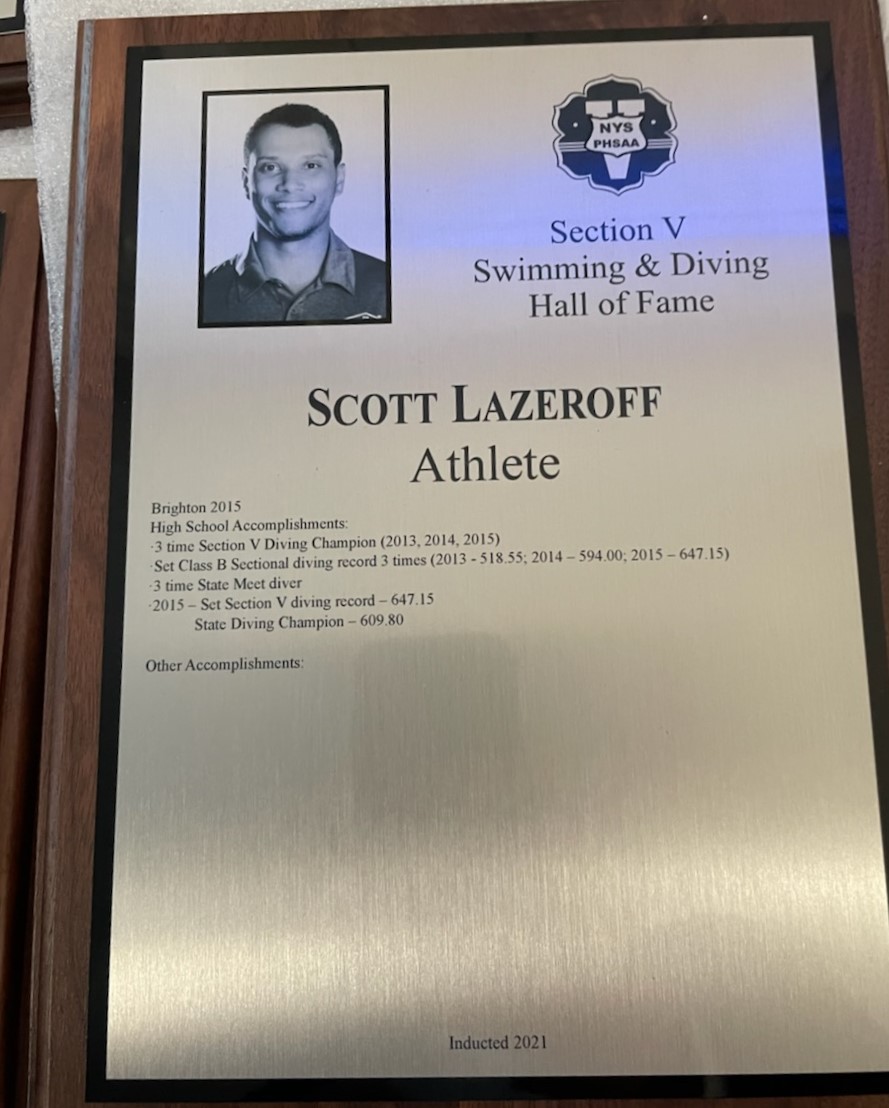 NYS
PHSAA
Section V
Swimming & Diving
Hall of Fame
SCOTT LAZEROFF
Athlete
Brighton 2015
High School Accomplishments:
·3 time Section V Diving Champion (2013, 2014, 2015)
·Set Class B Sectional diving record 3 times (2013 - 518.55; 2014 – 594.00; 2015 – 647.15)
·3 time State Meet diver
·2015 – Set Section V diving record – 647.15
State Diving Champion – 609.80
Other Accomplishments:
Inducted 2021